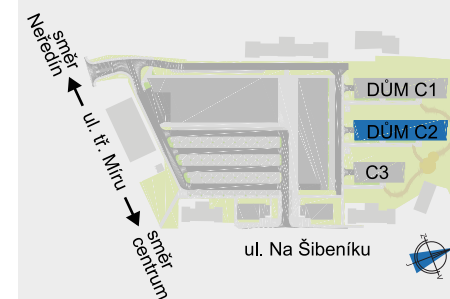 směr
Neředín
ul. tř. Míru
směr
centrum
DŮM C1
DŮM C2
C3
ul. Na Šibeníku